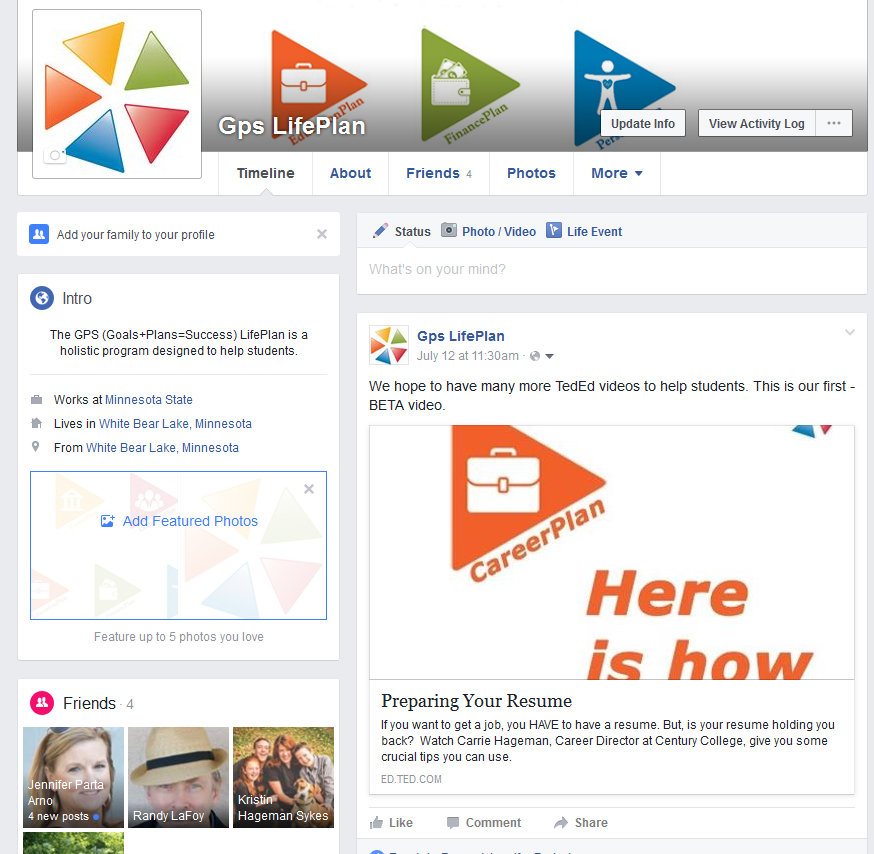 EducationPlan
FinancePlan
Gps LifePlan
Update Info
View Activity Log
Timeline
About
Friends 4
Photos
More
Add your family to your profile
Intro
The GPS (Goals+Plans=Success) LifePlan is a
holistic program designed to help students.
Works at Minnesota State
Lives in White Bear Lake, Minnesota
From White Bear Lake, Minnesota
Add Featured Photos
Feature up to 5 photos you love
Friends · 4
Jennifer Parta
Arno
4 new posts
Randy LaFoy
Kristin
Hageman Sykes
Status
Photo / Video
Life Event
What's on your mind?
Gps LifePlan
July 12 at 11:30am ·
We hope to have many more TedEd videos to help students. This is our first -
BETA video.
CareerPlan
Here
is how
Preparing Your Resume
If you want to get a job, you HAVE to have a resume. But, is your resume holding you
back? Watch Carrie Hageman, Career Director at Century College, give you some
crucial tips you can use.
ED.TED.COM
Like
Comment
Share